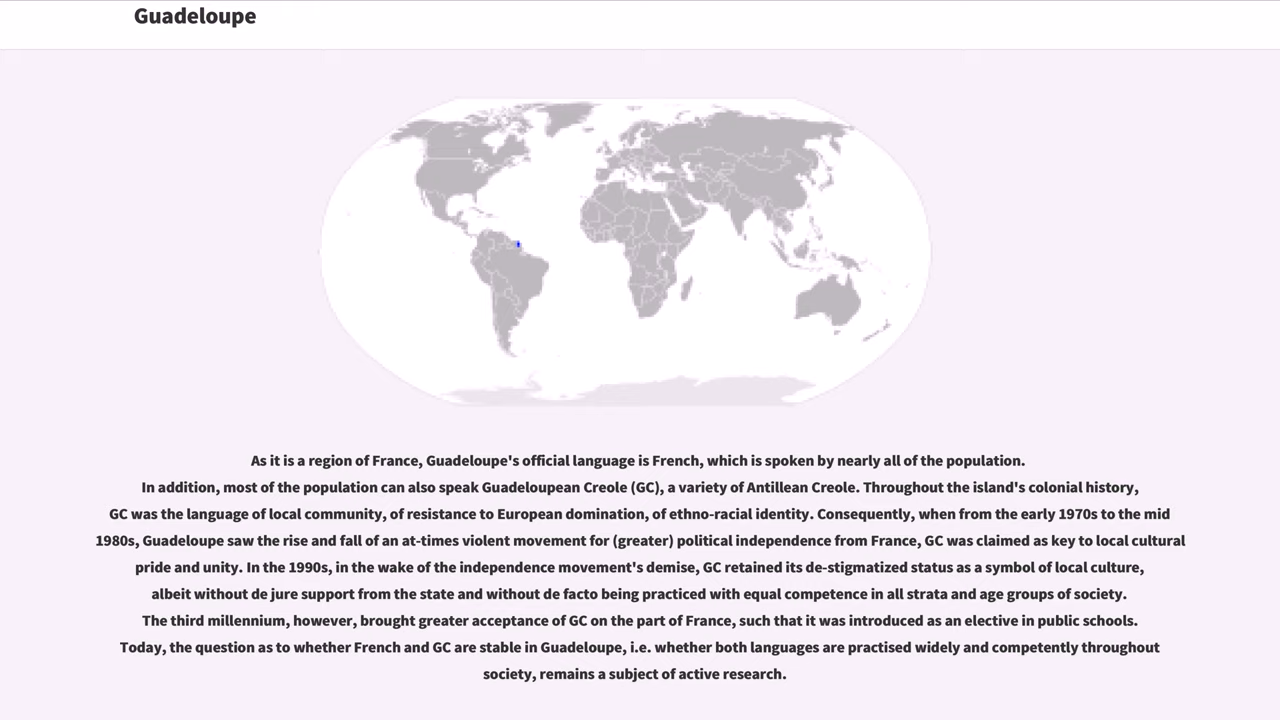 Guadeloupe
As it is a region of France, Guadeloupe's official language is French, which is spoken by nearly all of the population.
In addition, most of the population can also speak Guadeloupean Creole (GC), a variety of Antillean Creole. Throughout the island's colonial history,
GC was the language of local community, of resistance to European domination, of ethno-racial identity. Consequently, when from the early 1970s to the mid
1980s, Guadeloupe saw the rise and fall of an at-times violent movement for (greater) political independence from France, GC was claimed as key to local cultural
pride and unity. In the 1990s, in the wake of the independence movement's demise, GC retained its de-stigmatized status as a symbol of local culture,
albeit without de jure support from the state and without de facto being practiced with equal competence in all strata and age groups of society.
The third millennium, however, brought greater acceptance of GC on the part of France, such that it was introduced as an elective in public schools.
Today, the question as to whether French and GC are stable in Guadeloupe, i.e. whether both languages are practised widely and competently throughout
society, remains a subject of active research.